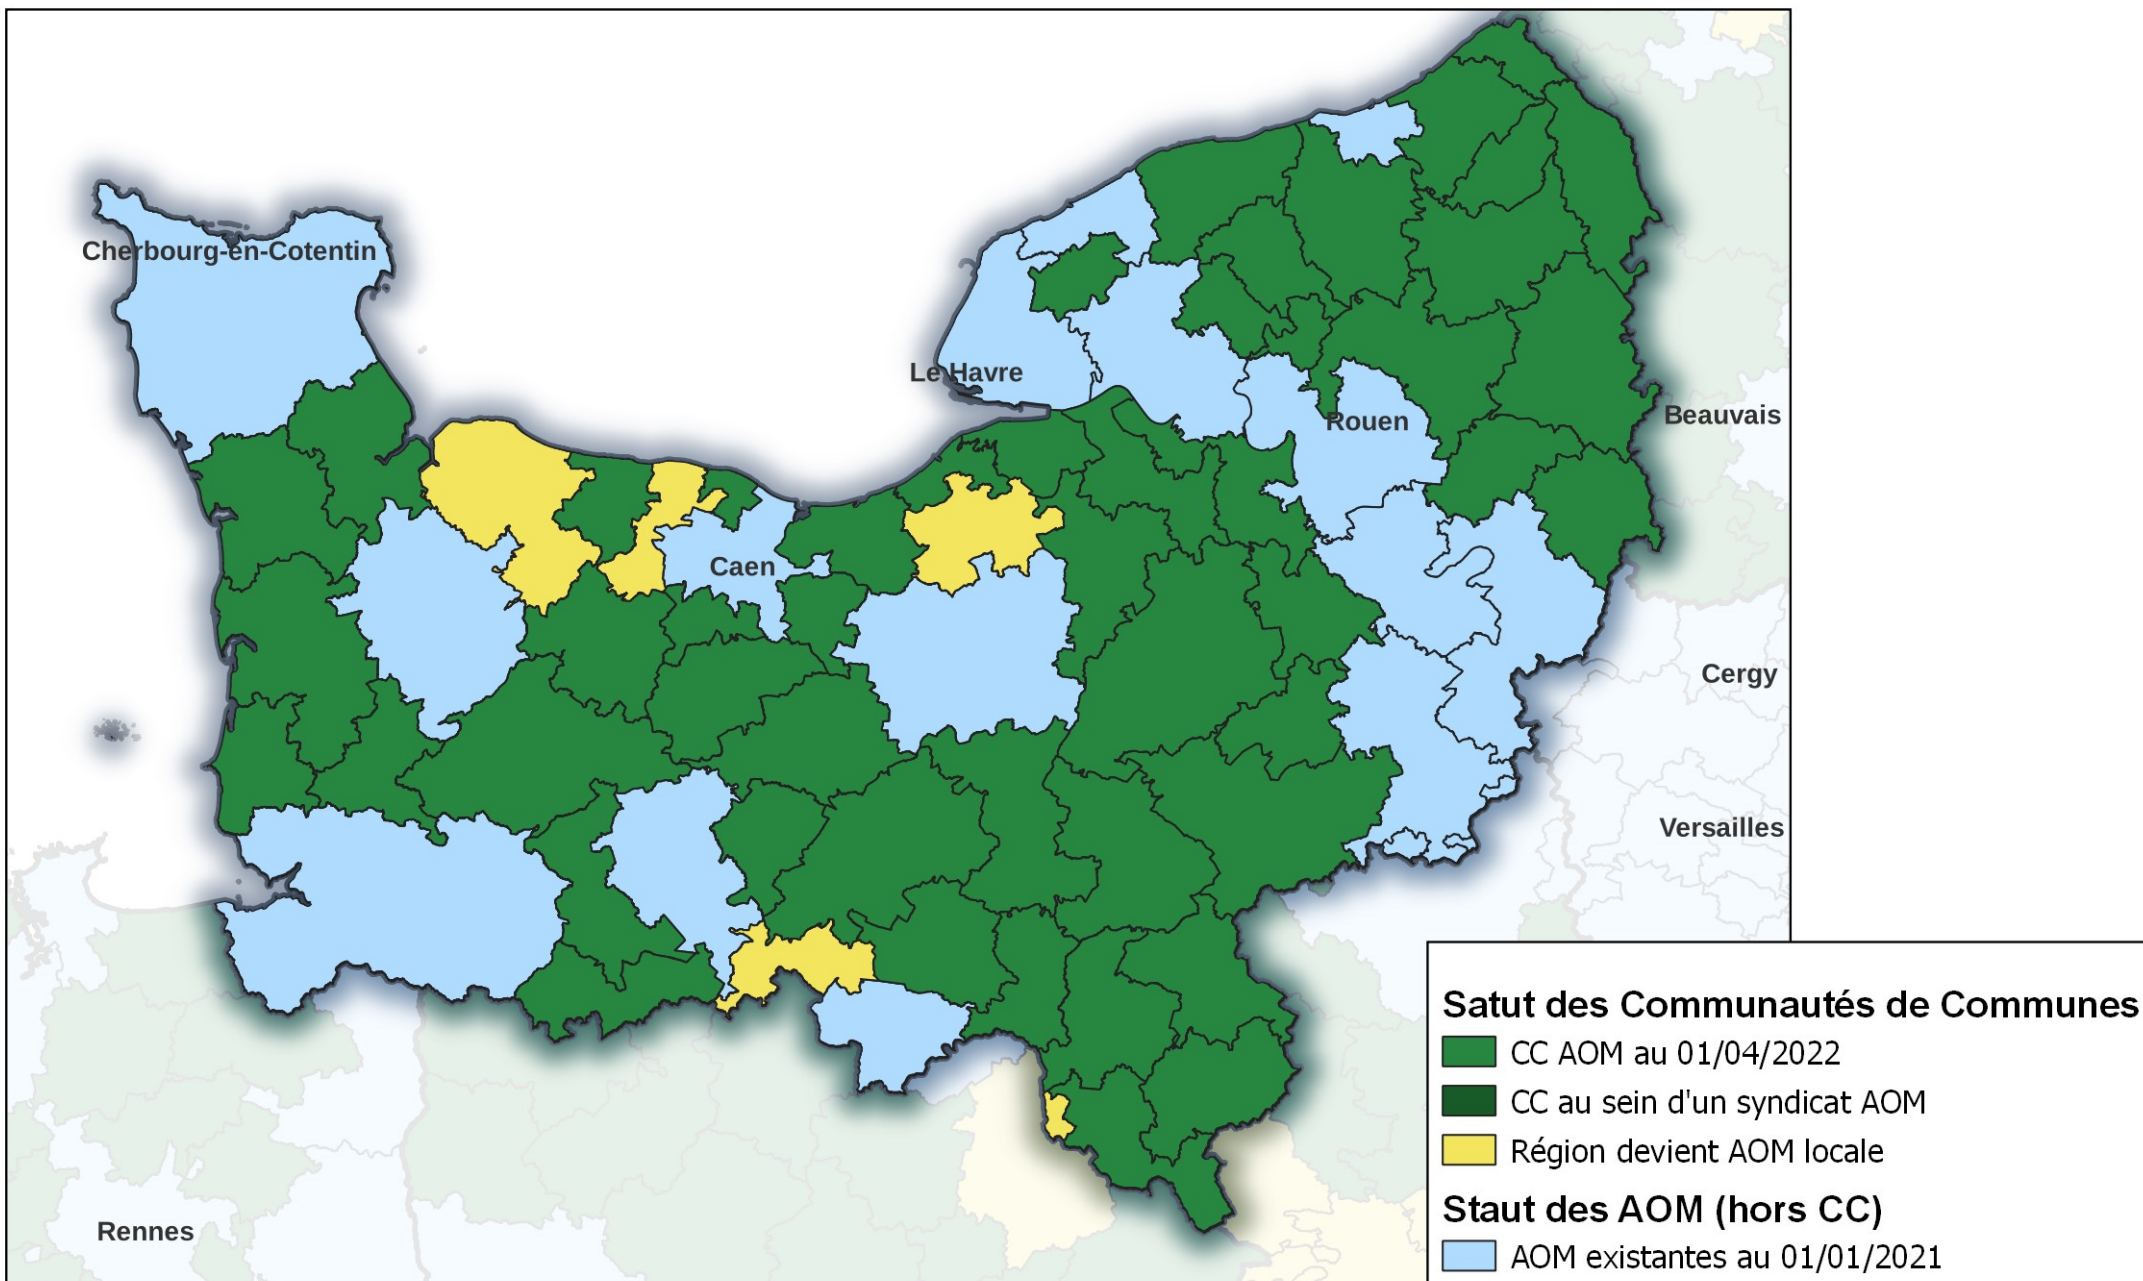 Cherbourg-en-Cotentin
Le Havre
Rouen
Beauvais
Caen
Cergy
Versailles
Rennes
Satut des Communautés de Communes
CC AOM au 01/04/2022
CC au sein d'un syndicat AOM
Région devient AOM locale
Staut des AOM (hors CC)
AOM existantes au 01/01/2021